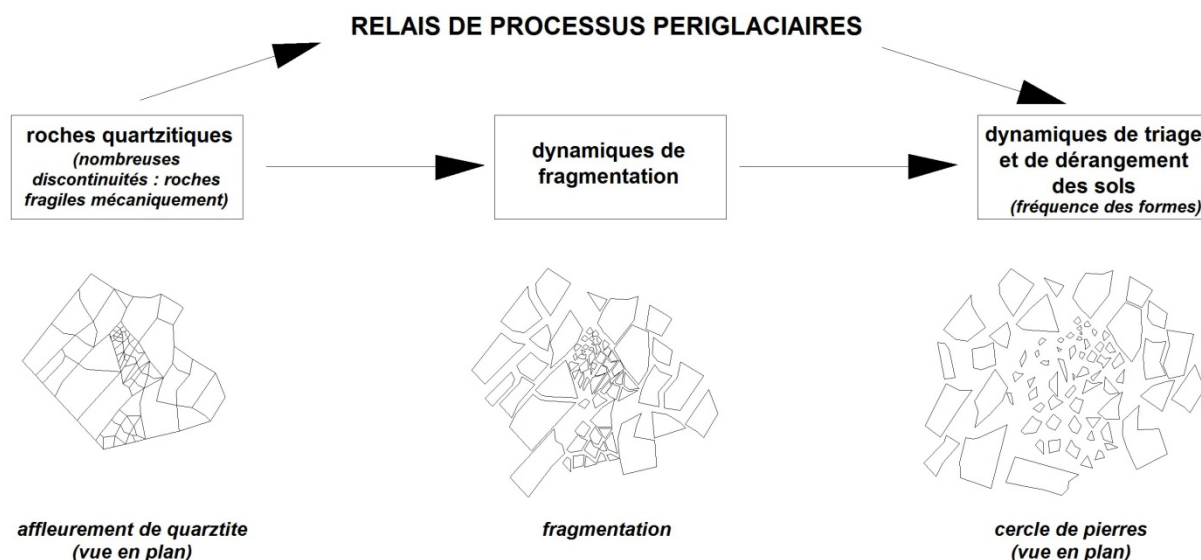 RELAIS DE PROCESSUS PERIGLACIAIRES
roches quartzitiques
(nombreuses
discontinuités : roches
fragiles mécaniquement)
dynamiques de
fragmentation
dynamiques de triage
et de dérangement
des sols
(fréquence des formes)
affleurement de quarztite
(vue en plan)
fragmentation
cercle de pierres
(vue en plan)